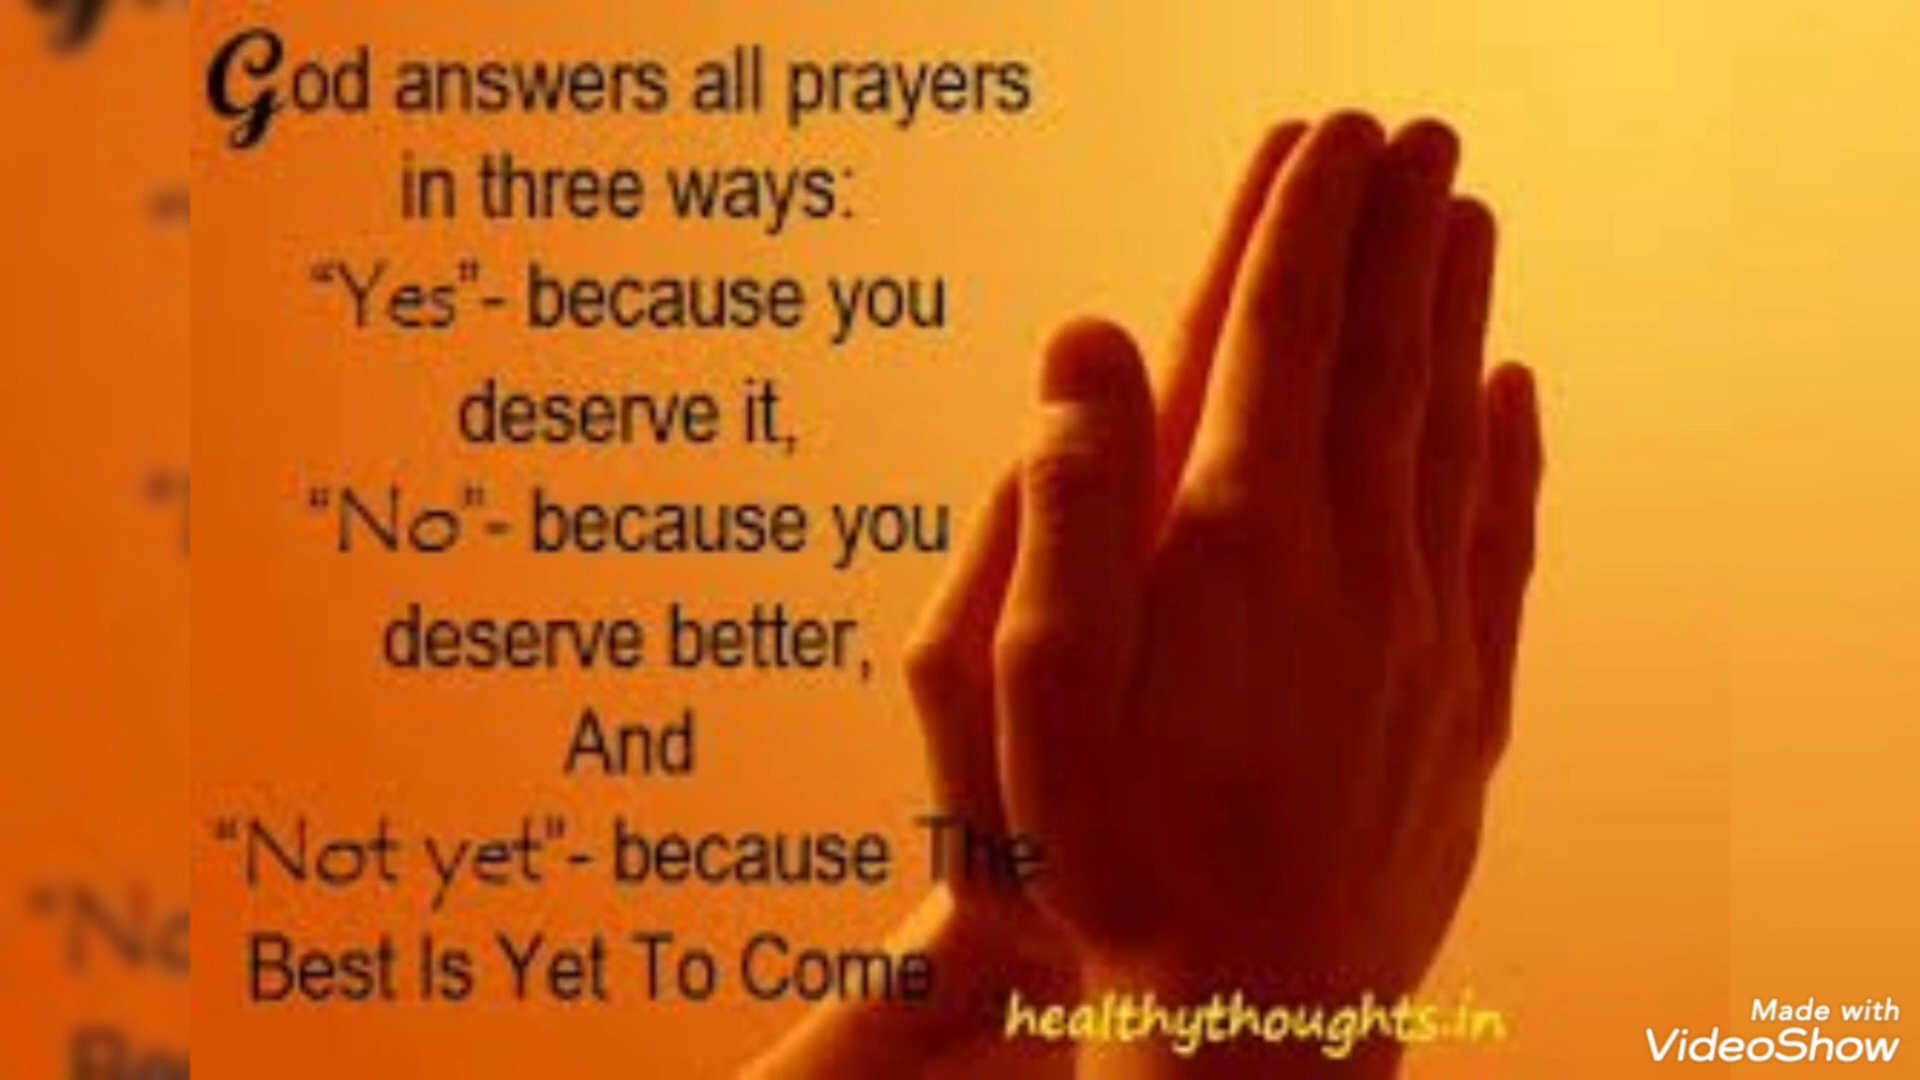 God answers all prayers
in three ways:
“Yes”- because you
deserve it,
“No”- because you
deserve better,
And
“Not yet”- because The
Best Is Yet To Come
healthythoughts.in
Made with
VideoShow